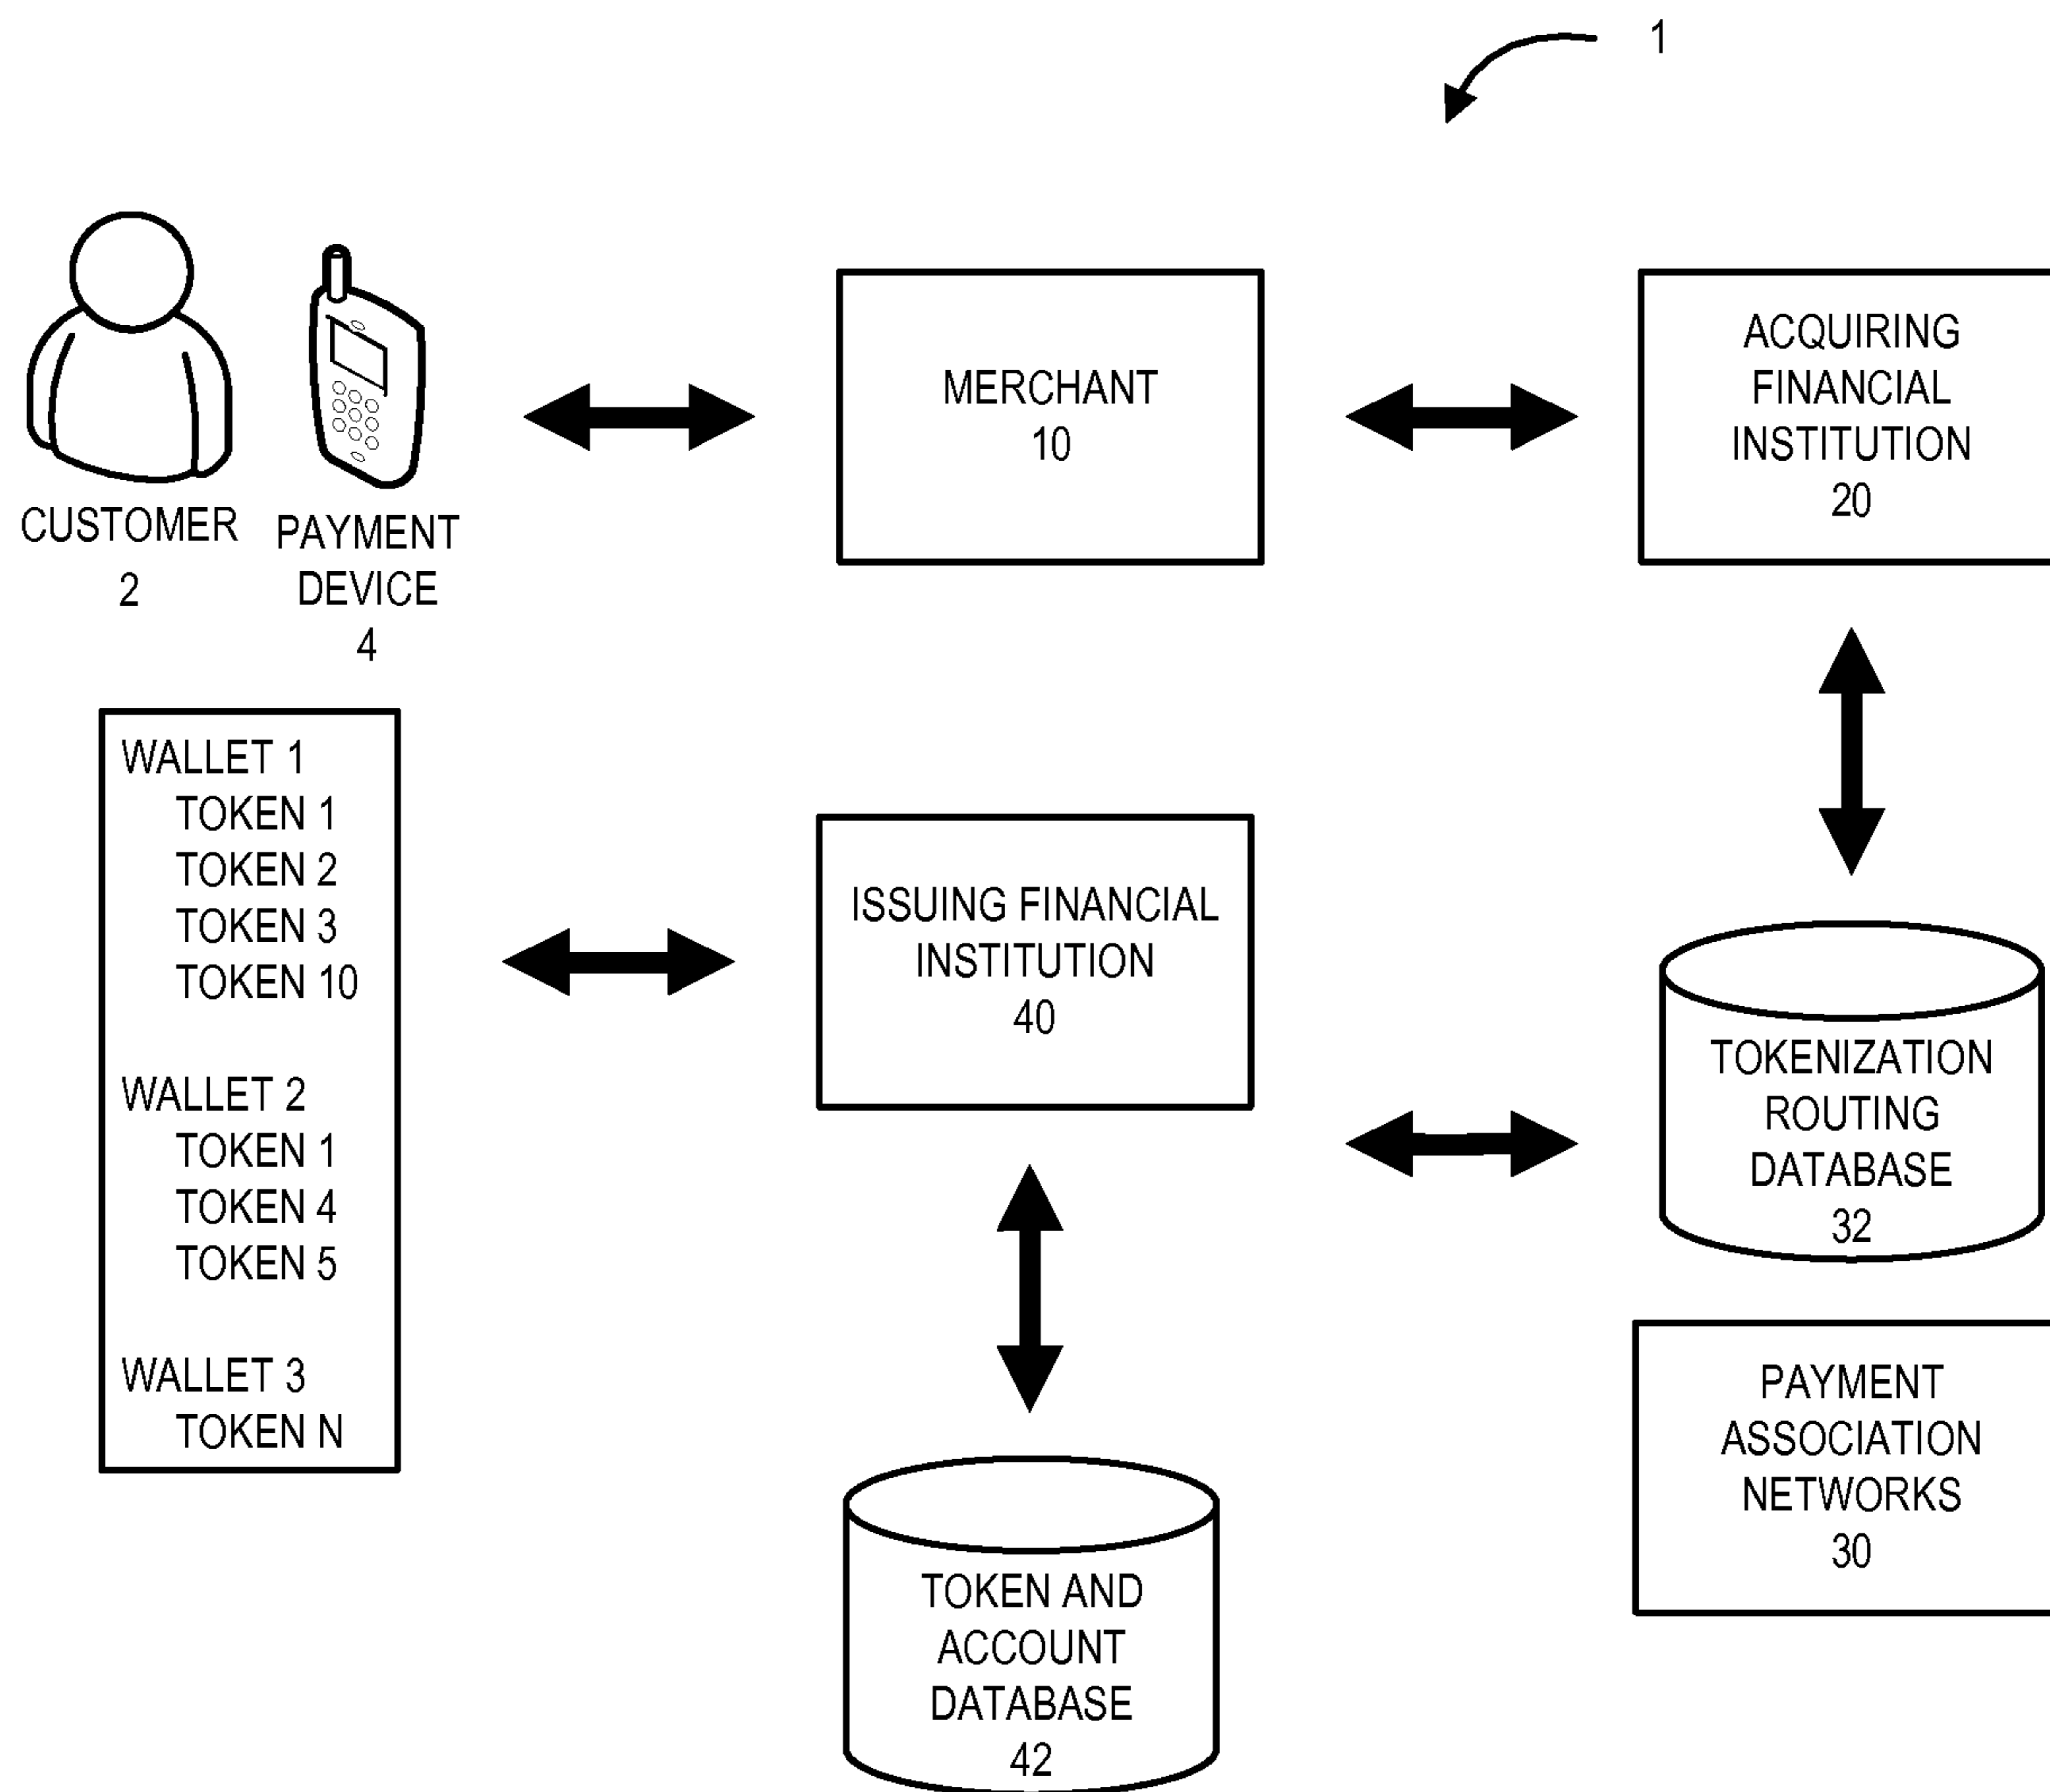 1
CUSTOMER
2
PAYMENT
DEVICE
4
MERCHANT
10
ACQUIRING
FINANCIAL
INSTITUTION
20
WALLET 1
TOKEN 1
TOKEN 2
TOKEN 3
TOKEN 10
WALLET 2
TOKEN 1
TOKEN 4
TOKEN 5
WALLET 3
TOKEN N
ISSUING FINANCIAL
INSTITUTION
40
TOKENIZATION
ROUTING
DATABASE
32
PAYMENT
ASSOCIATION
NETWORKS
30
TOKEN AND
ACCOUNT
DATABASE
42